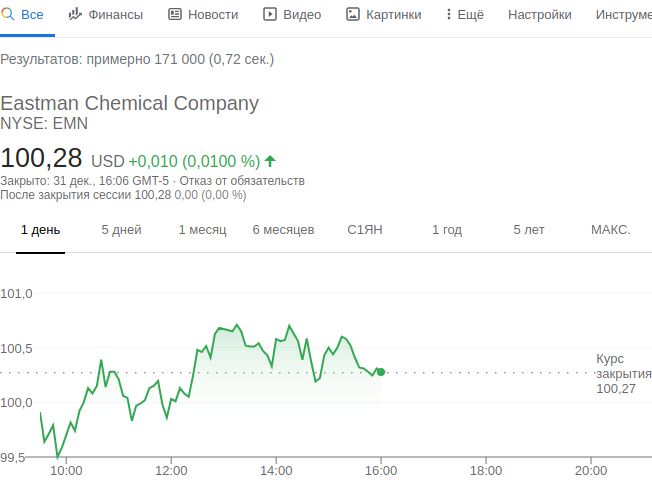 Все Финансы Новости Видео Картинки Ещё Настройки Инструме
Результатов: примерно 171 000 (0,72 сек.)
Eastman Chemical Company
NYSE: EMN
100,28 USD +0,010 (0,0100 %)
Закрыто: 31 дек., 16:06 GMT-5 · Отказ от обязательств
После закрытия сессии 100,28 0,00 (0,00 %)
1 день 5 дней 1 месяц 6 месяцев С1ЯН 1 год 5 лет МАКС.
101,0
100,5
Курс
закрытия
100,27
100,0
99,5
10:00 12:00 14:00 16:00 18:00 20:00